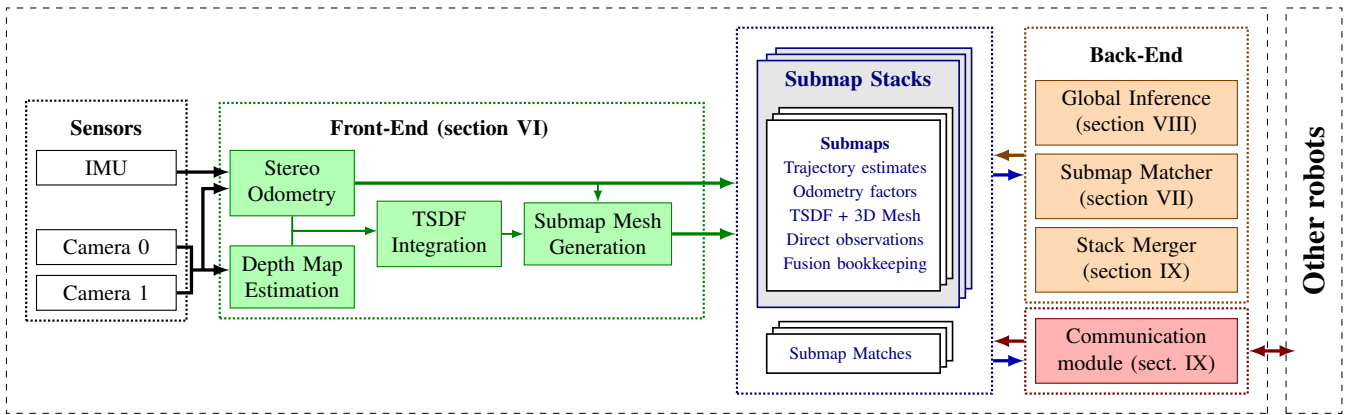 Sensors
IMU
Camera 0
Camera 1
Front-End (section VI)
Stereo
Odometry
Depth Map
Estimation
TSDF
Integration
Submap Mesh
Generation
Submap Stacks
Submaps
Trajectory estimates
Odometry factors
TSDF + 3D Mesh
Direct observations
Fusion bookkeeping
Submap Matches
Back-End
Global Inference
(section VIII)
Submap Matcher
(section VII)
Stack Merger
(section IX)
Communication
module (sect. IX)
Other robots